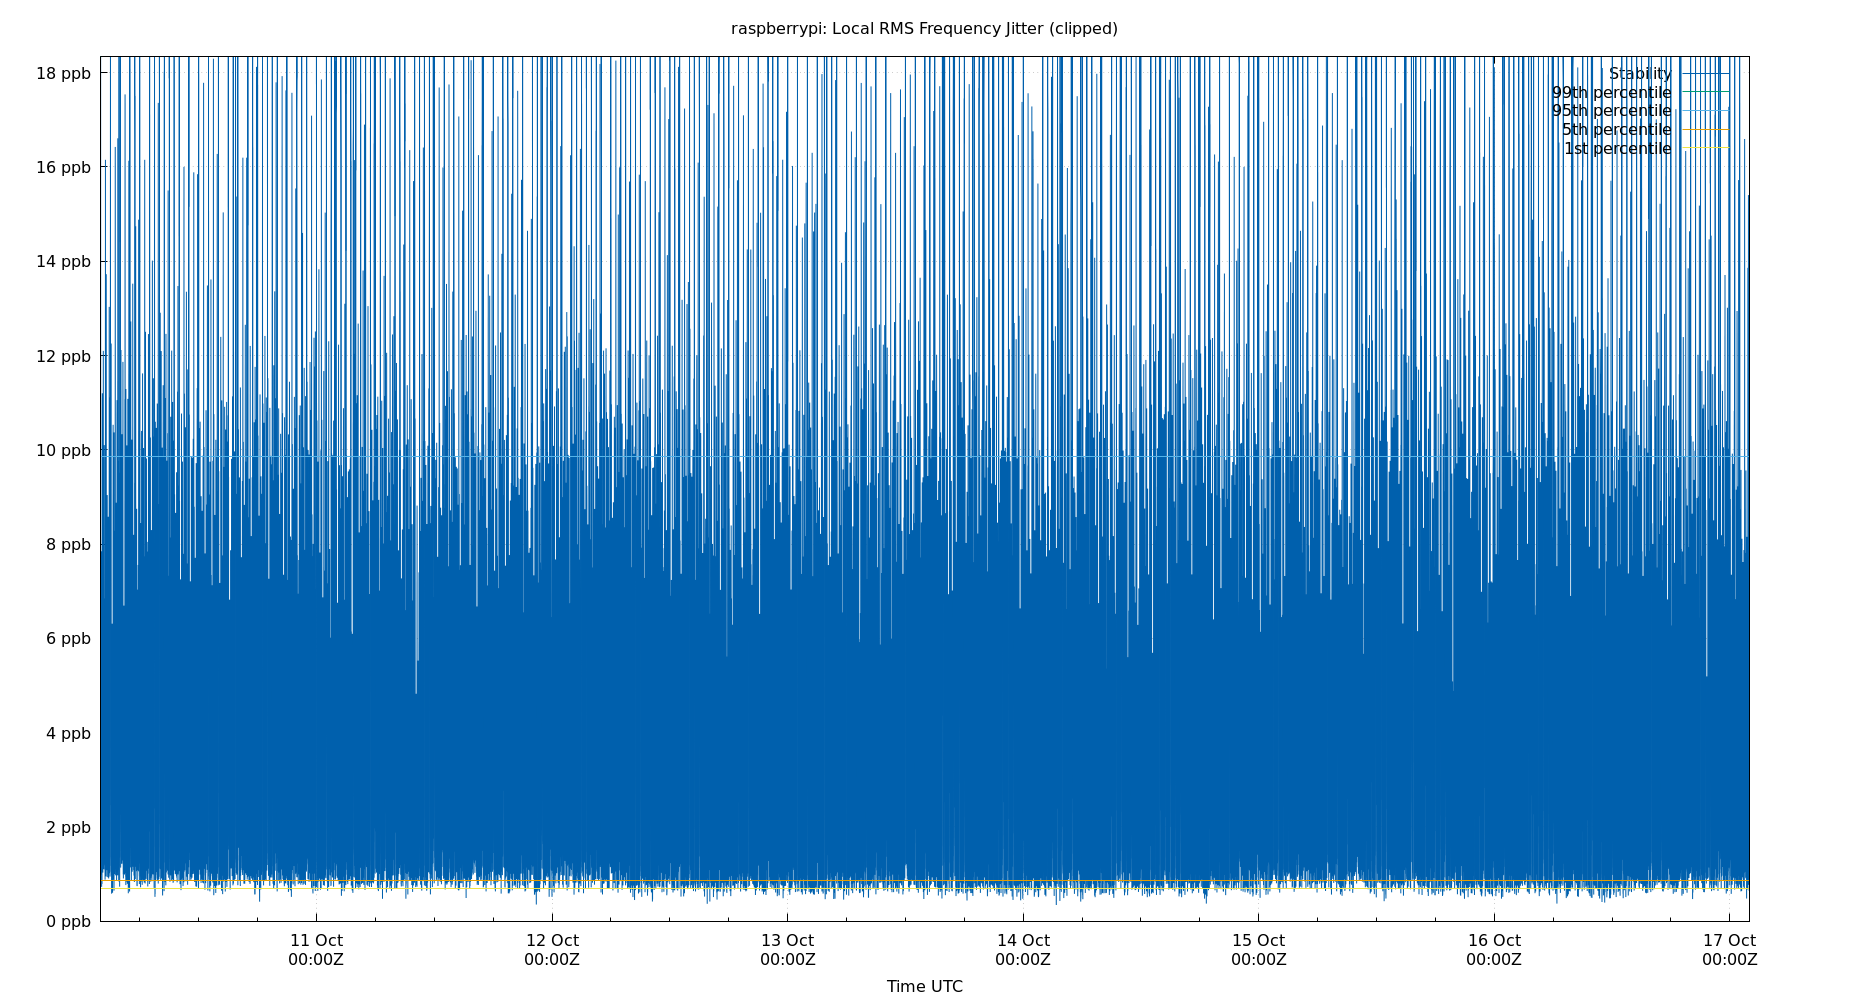 raspberrypi: Local RMS Frequency Jitter (clipped)
18 ppb
16 ppb
14 ppb
12 ppb
10 ppb
8 ppb
6 ppb
4 ppb
2 ppb
0 ppb
Stability
99th percentile
95th percentile
5th percentile
1st percentile
11 Oct 12 Oct 13 Oct 14 Oct 15 Oct 16 Oct 17 Oct
00:00Z 00:00Z 00:00Z 00:00Z 00:00Z 00:00Z 00:00Z
Time UTC